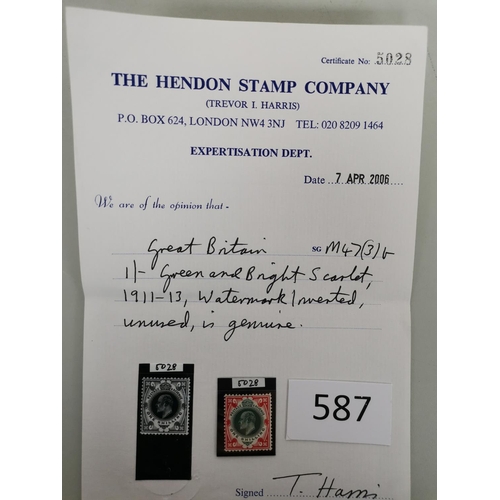 Certificate No: 5028
THE HENDON STAMP COMPANY
(TREVOR I. HARRIS)
P.O. BOX 624, LONDON NW4 3NJ TEL: 020 8209 1464
EXPERTISATION DEPT.
Date 7 APR 2006
We are of the opinion that -
Great Britain SG M47(3)b
1/- Green and Bright Scarlet,
1911-13, Watermark Inverted,
unused, is genuine.
5028 5028
587
Signed T. Harris